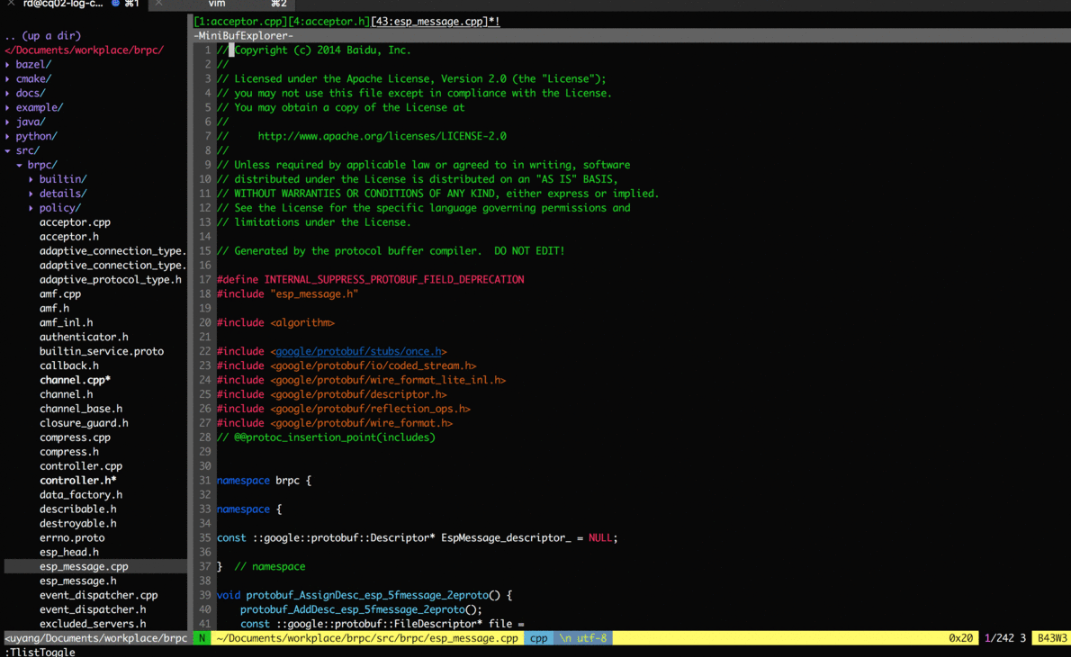 rd@cq02-log-c... ⌘1 vim ⌘2
[1:acceptor.cpp][4:acceptor.h][43:esp_message.cpp]*!
-MiniBufExplorer-
.. (up a dir)
</Documents/workplace/brpc/
▸ bazel/
▸ cmake/
▸ docs/
▸ example/
▸ java/
▸ python/
▾ src/
▾ brpc/
▸ builtin/
▸ details/
▸ policy/
acceptor.cpp
acceptor.h
adaptive_connection_type.
adaptive_connection_type.
adaptive_protocol_type.h
amf.cpp
amf.h
amf_inl.h
authenticator.h
builtin_service.proto
callback.h
channel.cpp*
channel.h
channel_base.h
closure_guard.h
compress.cpp
compress.h
controller.cpp
controller.h*
data_factory.h
describable.h
destroyable.h
errno.proto
esp_head.h
esp_message.cpp
esp_message.h
event_dispatcher.cpp
event_dispatcher.h
excluded_servers.h
1 // Copyright (c) 2014 Baidu, Inc.
2 //
3 // Licensed under the Apache License, Version 2.0 (the "License");
4 // you may not use this file except in compliance with the License.
5 // You may obtain a copy of the License at
6 //
7 //     http://www.apache.org/licenses/LICENSE-2.0
8 //
9 // Unless required by applicable law or agreed to in writing, software
10 // distributed under the License is distributed on an "AS IS" BASIS,
11 // WITHOUT WARRANTIES OR CONDITIONS OF ANY KIND, either express or implied.
12 // See the License for the specific language governing permissions and
13 // limitations under the License.
14
15 // Generated by the protocol buffer compiler.  DO NOT EDIT!
16
17 #define INTERNAL_SUPPRESS_PROTOBUF_FIELD_DEPRECATION
18 #include "esp_message.h"
19
20 #include <algorithm>
21
22 #include <google/protobuf/stubs/once.h>
23 #include <google/protobuf/io/coded_stream.h>
24 #include <google/protobuf/wire_format_lite_inl.h>
25 #include <google/protobuf/descriptor.h>
26 #include <google/protobuf/reflection_ops.h>
27 #include <google/protobuf/wire_format.h>
28 // @@protoc_insertion_point(includes)
29
30
31 namespace brpc {
32
33 namespace {
34
35 const ::google::protobuf::Descriptor* EspMessage_descriptor_ = NULL;
36
37 }  // namespace
38
39 void protobuf_AssignDesc_esp_5fmessage_2eproto() {
40     protobuf_AddDesc_esp_5fmessage_2eproto();
41     const ::google::protobuf::FileDescriptor* file =
<uyang/Documents/workplace/brpc N ~/Documents/workplace/brpc/src/brpc/esp_message.cpp cpp \n utf-8 0x20 1/242 3 B43W3
:TlistToggle